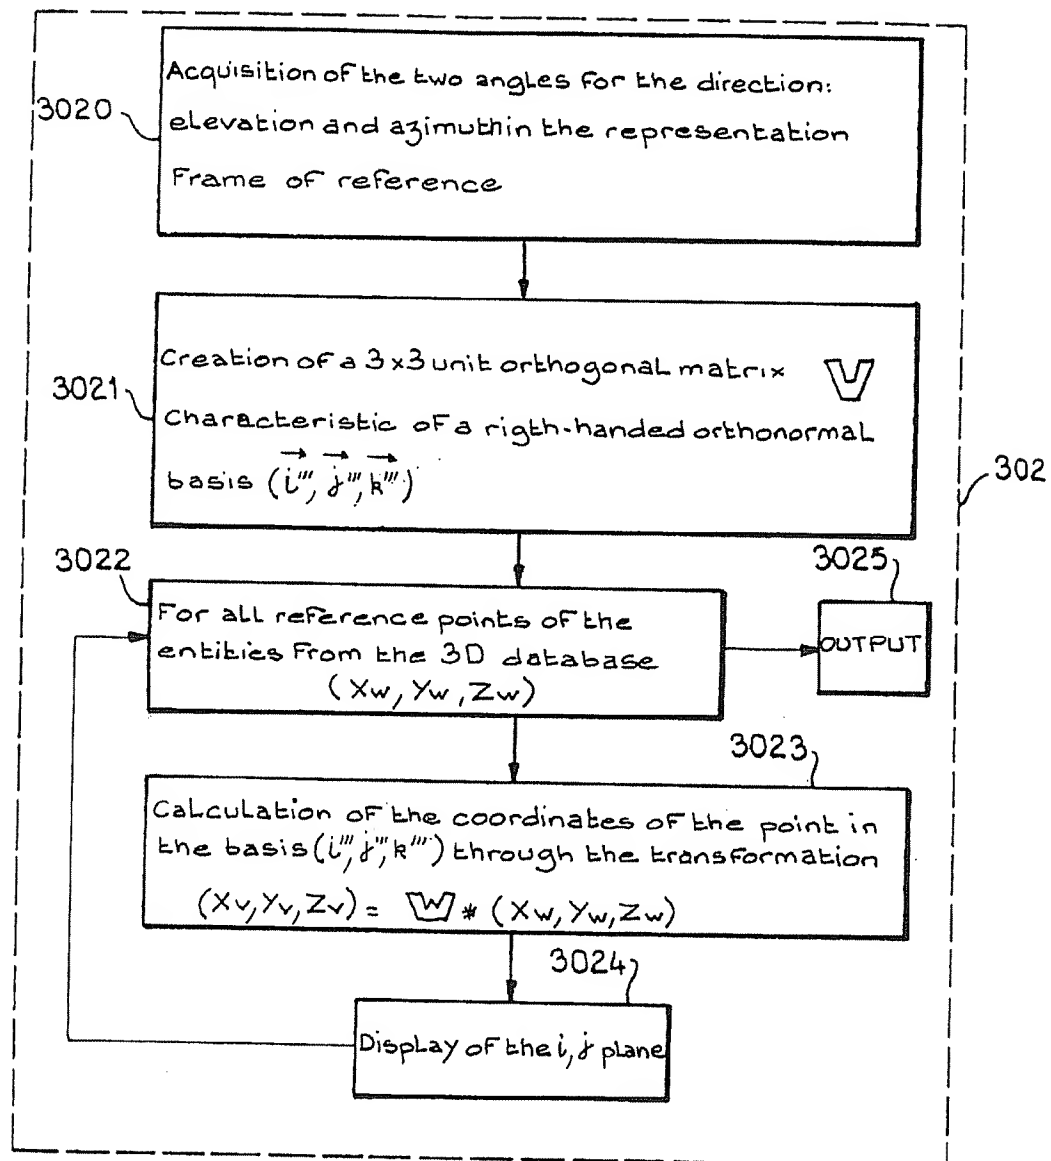 3020
Acquisition of the two angles for the direction:
elevation and azimuthin the representation
Frame of reference
3021
Creation of a 3x3 unit orthogonal matrix V
Characteristic of a rigth-handed orthonormal
basis (i''', j''', k''')
302
3022
For all reference points of the
entities From the 3D database
(Xw, Yw, Zw)
3025
OUTPUT
3023
Calculation of the coordinates of the point in
the basis (i''', j''', k''') through the transformation
(Xv, Yv, Zv) = W * (Xw, Yw, Zw)
3024
Display of the i, j plane